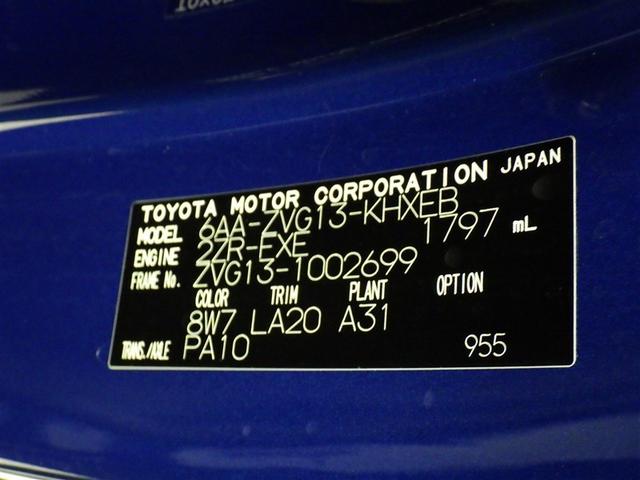 TOYOTA MOTOR CORPORATION JAPAN
MODEL 6AA-ZVG13-KHXEB
ENGINE 2ZR-FXE 1797 mL
FRAME No. ZVG13-1002699
COLOR TRIM PLANT OPTION
8W7 LA20 A31
TRANS./AXLE PA10 955